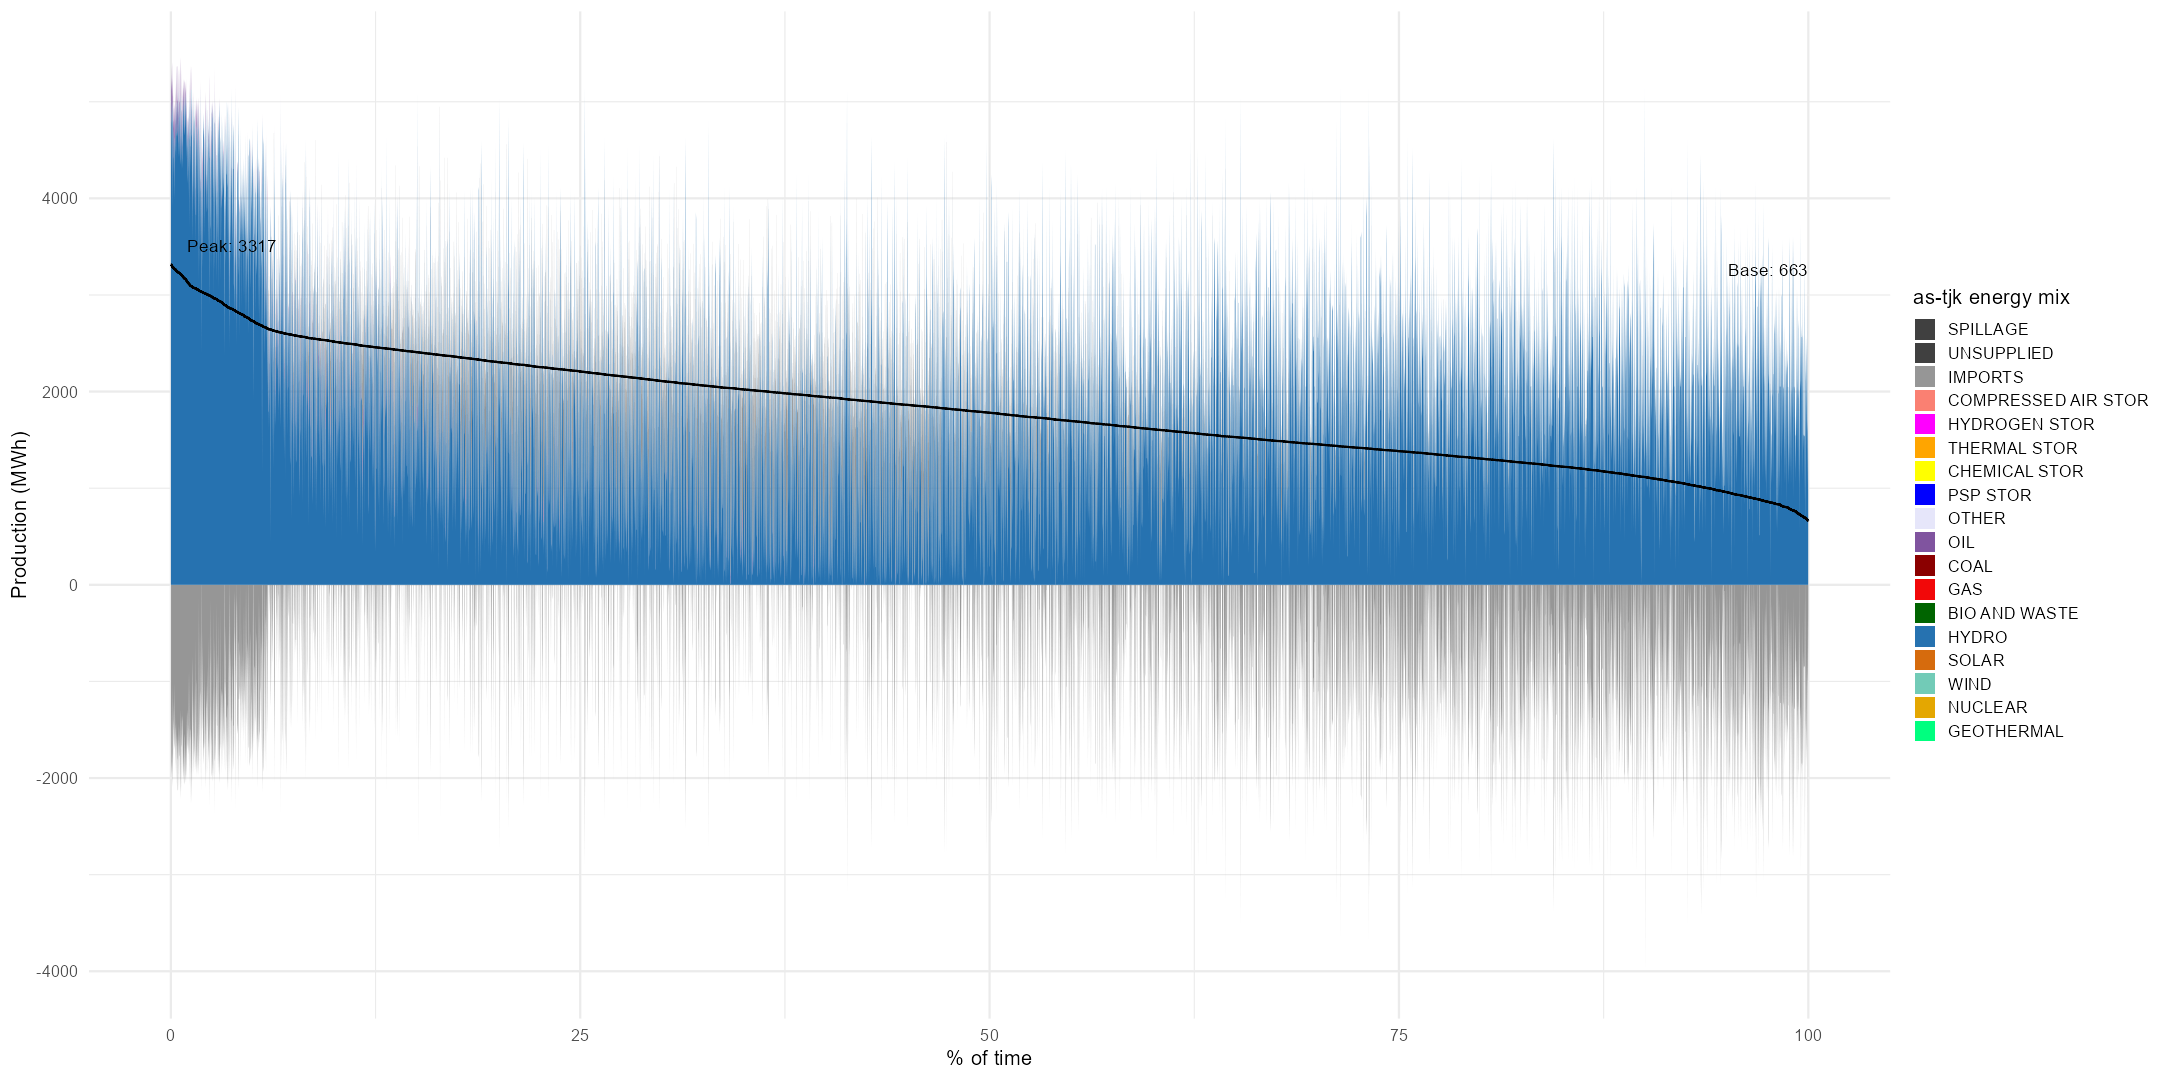 Peak: 3317
Base: 663
4000
2000
0
-2000
-4000
Production (MWh)
0
25
50
75
100
% of time
as-tjk energy mix
SPILLAGE
UNSUPPLIED
IMPORTS
COMPRESSED AIR STOR
HYDROGEN STOR
THERMAL STOR
CHEMICAL STOR
PSP STOR
OTHER
OIL
COAL
GAS
BIO AND WASTE
HYDRO
SOLAR
WIND
NUCLEAR
GEOTHERMAL